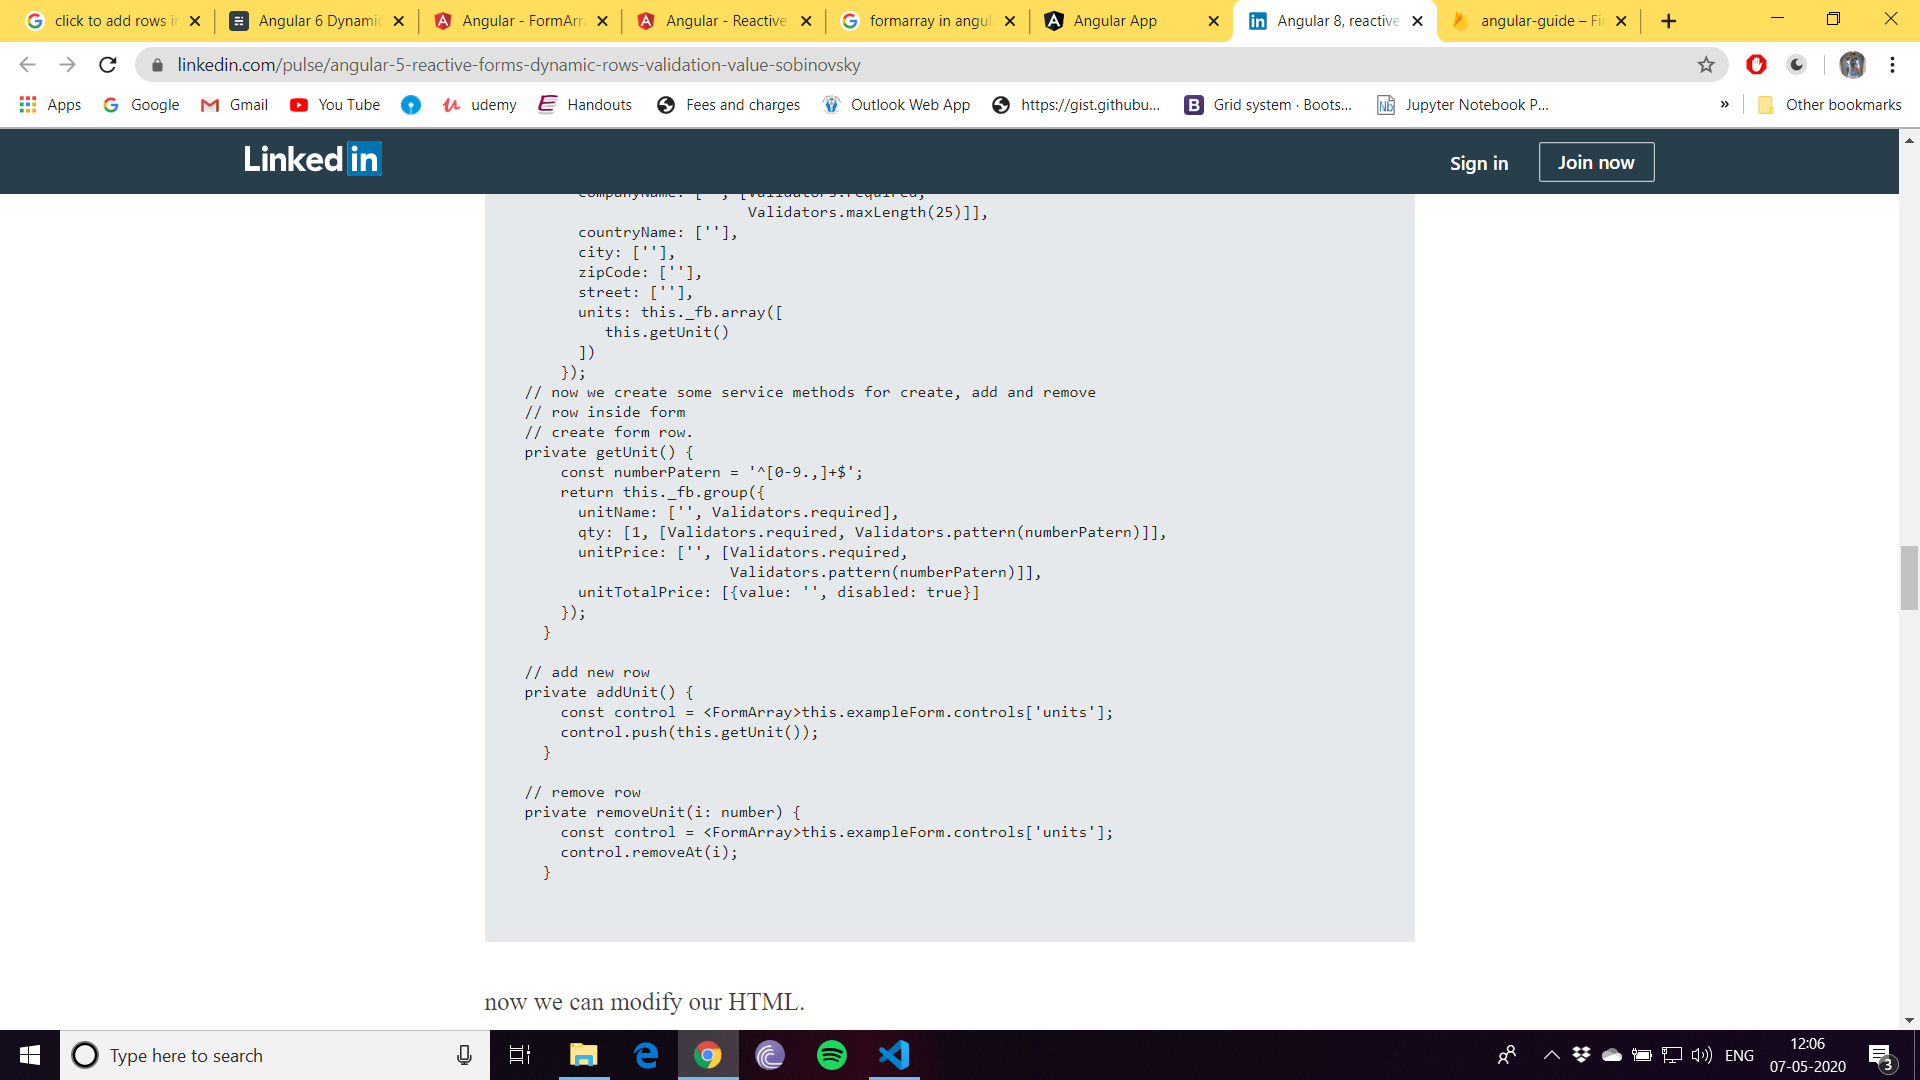 click to add rows i
Angular 6 Dynamic
Angular - FormArr
Angular - Reactive
formarray in angul
Angular App
Angular 8, reactive
angular-guide – Fi
linkedin.com/pulse/angular-5-reactive-forms-dynamic-rows-validation-value-sobinovsky
Apps
Google
Gmail
You Tube
udemy
Handouts
Fees and charges
Outlook Web App
https://gist.githubu...
Grid system · Boots...
Jupyter Notebook P...
»
Other bookmarks
Linked in
Sign in
Join now
companyName: ['', [Validators.required,
Validators.maxLength(25)]],
countryName: [''],
city: [''],
zipCode: [''],
street: [''],
units: this._fb.array([
this.getUnit()
])
});
// now we create some service methods for create, add and remove
// row inside form
// create form row.
private getUnit() {
const numberPatern = '^[0-9.,]+$';
return this._fb.group({
unitName: ['', Validators.required],
qty: [1, [Validators.required, Validators.pattern(numberPatern)]],
unitPrice: ['', [Validators.required,
Validators.pattern(numberPatern)]],
unitTotalPrice: [{value: '', disabled: true}]
});
}
// add new row
private addUnit() {
const control = <FormArray>this.exampleForm.controls['units'];
control.push(this.getUnit());
}
// remove row
private removeUnit(i: number) {
const control = <FormArray>this.exampleForm.controls['units'];
control.removeAt(i);
}
now we can modify our HTML.
Type here to search
ENG
12:06
07-05-2020
3